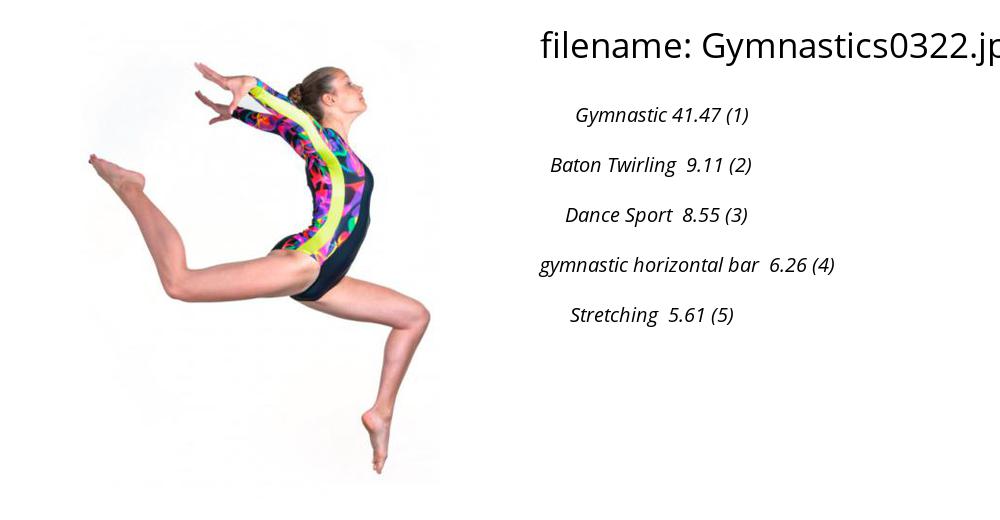 filename: Gymnastics0322.jp
Gymnastic 41.47 (1)
Baton Twirling 9.11 (2)
Dance Sport 8.55 (3)
gymnastic horizontal bar 6.26 (4)
Stretching 5.61 (5)